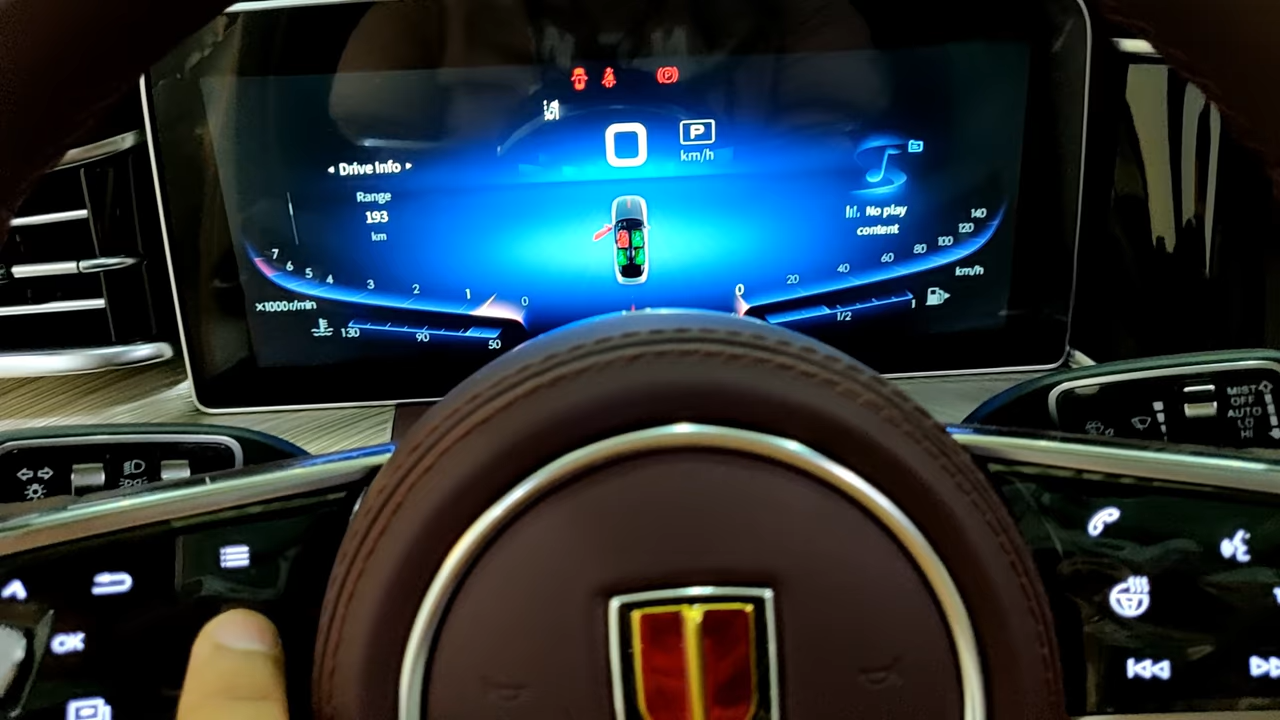 P
0
P
km/h
Drive Info
Range
193
km
No play
content
7
6
5
4
3
2
1
0
×1000r/min
130
90
50
0
20
40
60
80
100
120
140
km/h
1/2
1
MIST
OFF
AUTO
LO
HI
OK